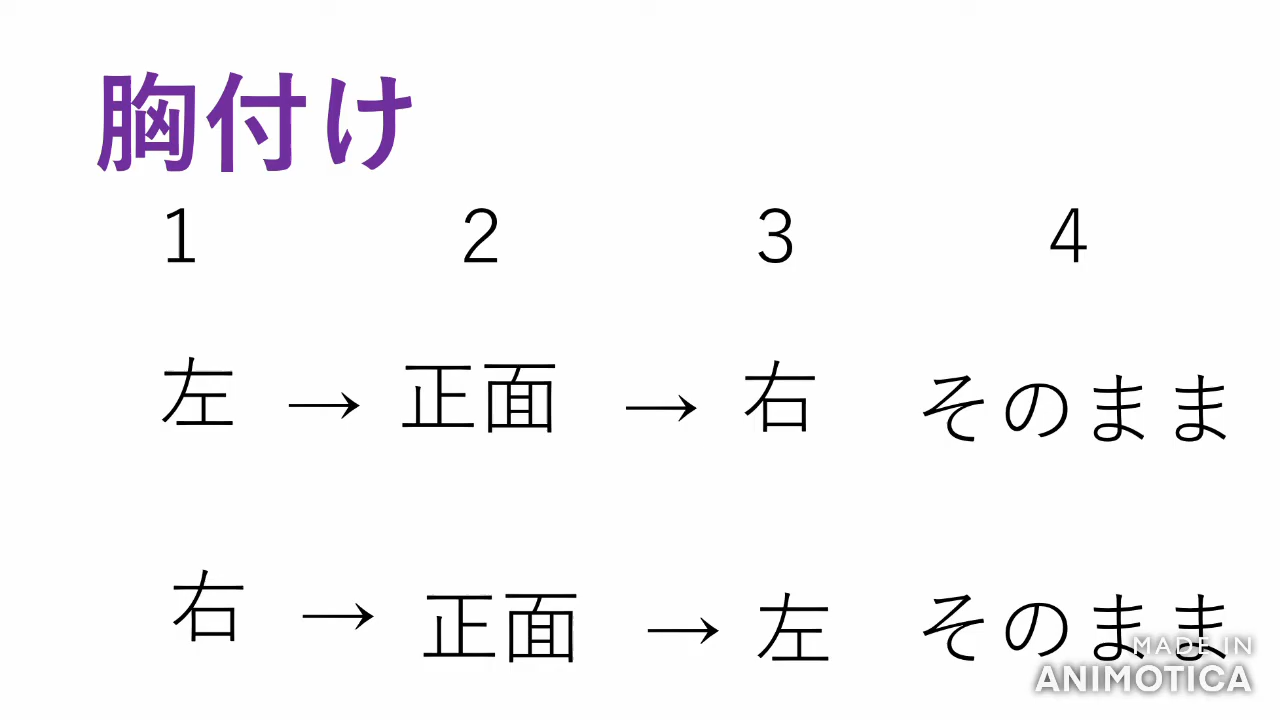 胸付け
1 2 3 4
左 → 正面 → 右 そのまま
右 → 正面 → 左 そのまま
MADE IN
ANIMOTICA